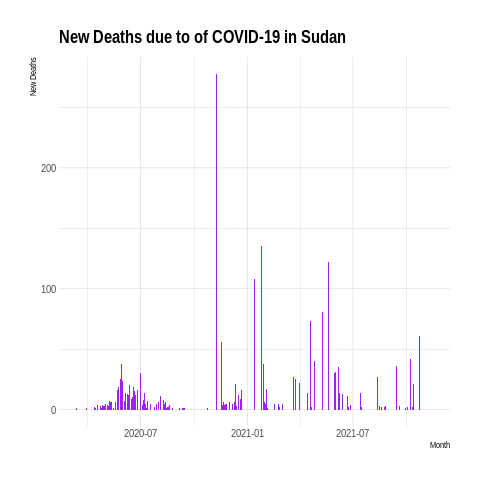 New Deaths due to of COVID-19 in Sudan
New Deaths
200
100
0
2020-07 2021-01 2021-07
Month